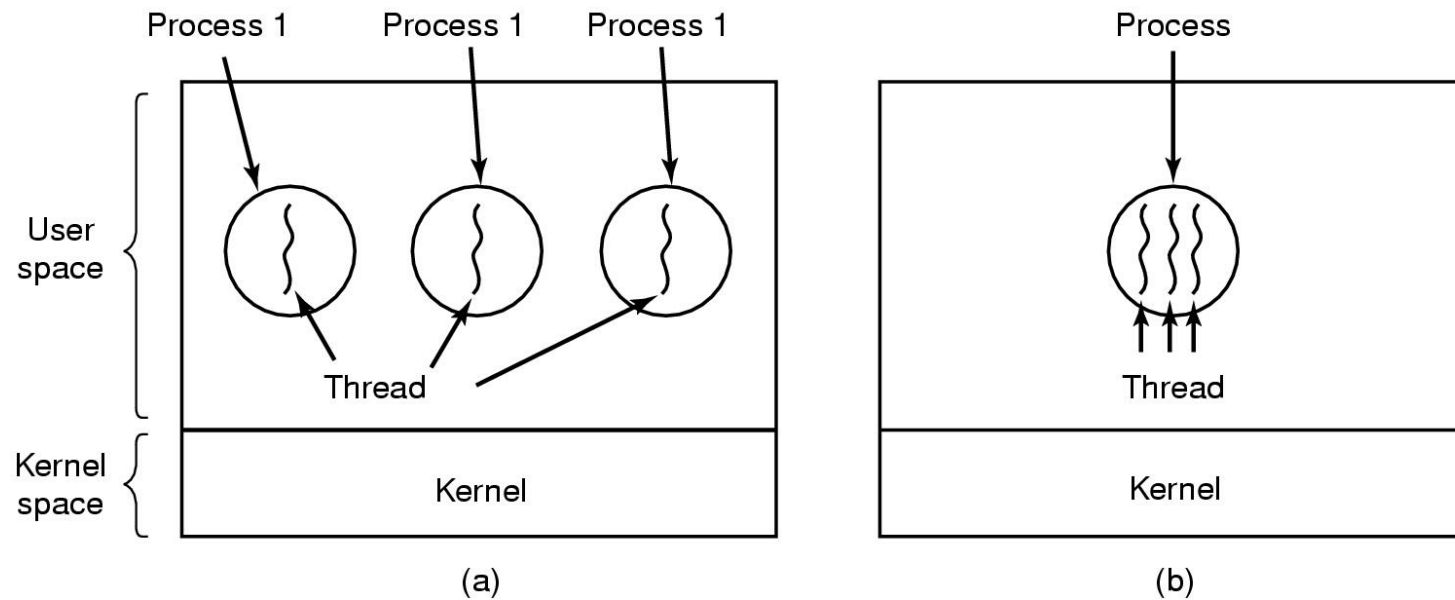 Process 1 Process 1 Process 1 Process
User
space
Thread Thread
Kernel
space
Kernel Kernel
(a) (b)